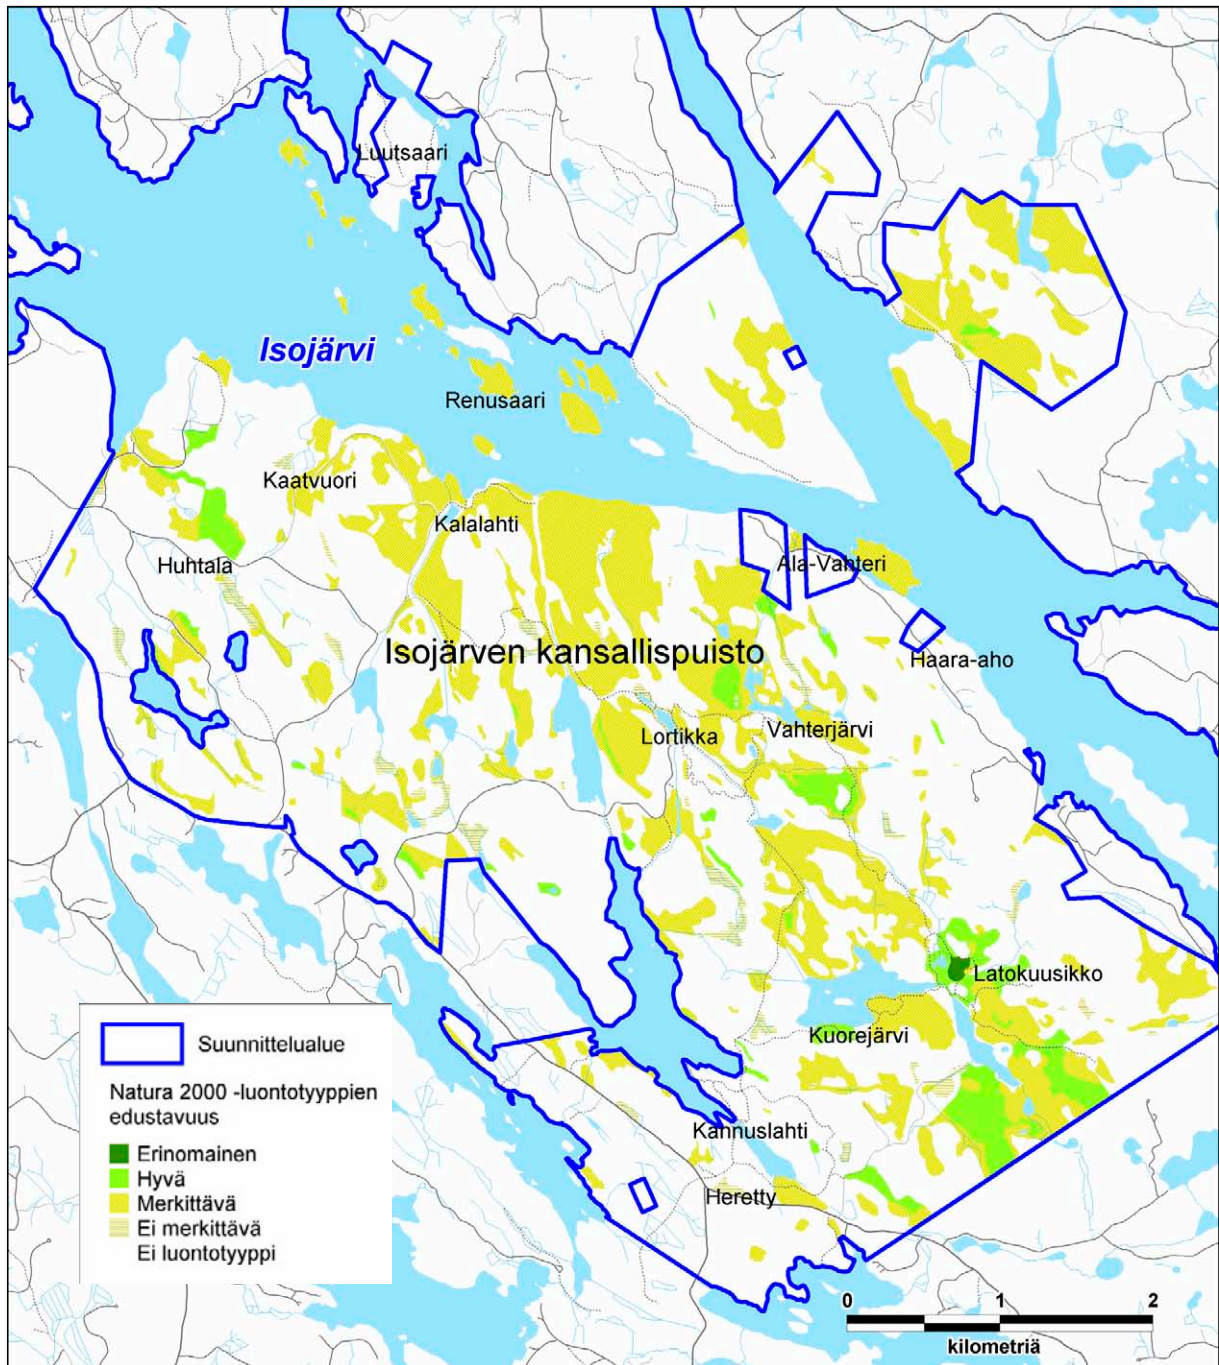 Luutsaari
Isojärvi
Renusaari
Kaatvuori
Kalalahti
Huhtala
Ala-Vahteri
Isojärven kansallispuisto
Haara-aho
Lortikka
Vahterjärvi
Latokuusikko
Kuorejärvi
Kannuslahti
Heretty
Suunnittelualue
Natura 2000 -luontotyyppien
edustavuus
Erinomainen
Hyvä
Merkittävä
Ei merkittävä
Ei luontotyyppi
0 1 2
kilometriä